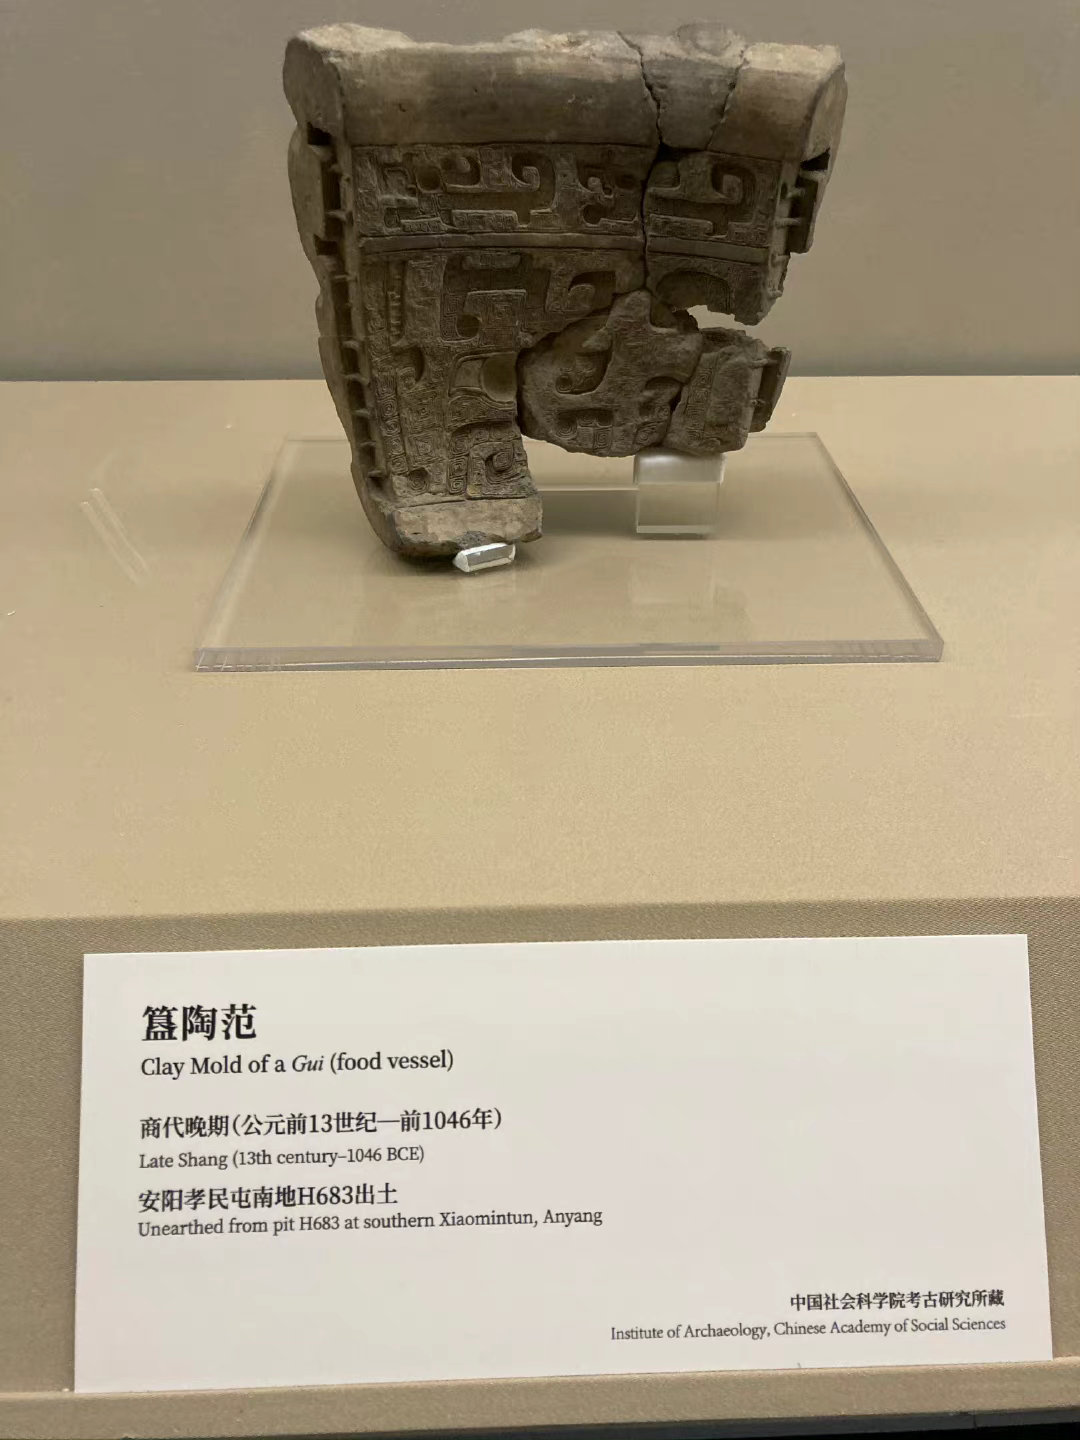 簋陶范
Clay Mold of a Gui (food vessel)
商代晚期(公元前13世纪—前1046年)
Late Shang (13th century–1046 BCE)
安阳孝民屯南地H683出土
Unearthed from pit H683 at southern Xiaomintun, Anyang
中国社会科学院考古研究所藏
Institute of Archaeology, Chinese Academy of Social Sciences